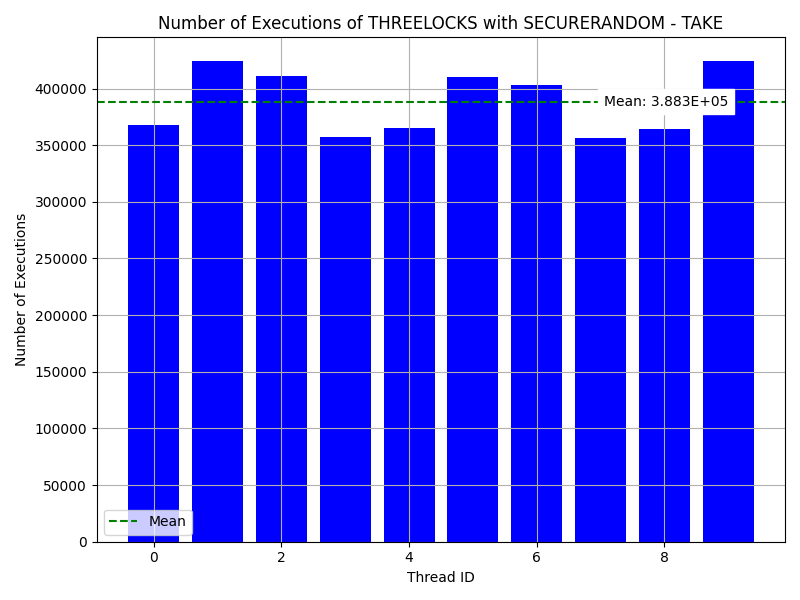 Number of Executions of THREELOCKS with SECURERANDOM - TAKE
Number of Executions
400000
350000
300000
250000
200000
150000
100000
50000
0
Mean: 3.883E+05
Mean
0 2 4 6 8
Thread ID